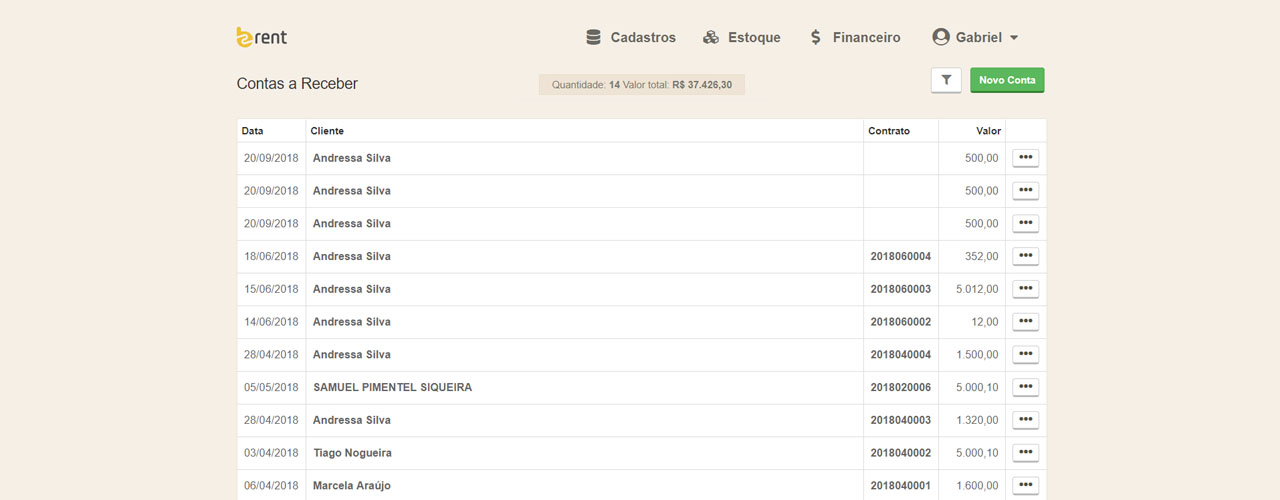 brent Cadastros Estoque Financeiro Gabriel
Contas a Receber Quantidade: 14 Valor total: R$ 37.426,30 Novo Conta
Data Cliente Contrato Valor
20/09/2018 Andressa Silva 500,00
20/09/2018 Andressa Silva 500,00
20/09/2018 Andressa Silva 500,00
18/06/2018 Andressa Silva 2018060004 352,00
15/06/2018 Andressa Silva 2018060003 5.012,00
14/06/2018 Andressa Silva 2018060002 12,00
28/04/2018 Andressa Silva 2018040004 1.500,00
05/05/2018 SAMUEL PIMENTEL SIQUEIRA 2018020006 5.000,10
28/04/2018 Andressa Silva 2018040003 1.320,00
03/04/2018 Tiago Nogueira 2018040002 5.000,10
06/04/2018 Marcela Araújo 2018040001 1.600,00